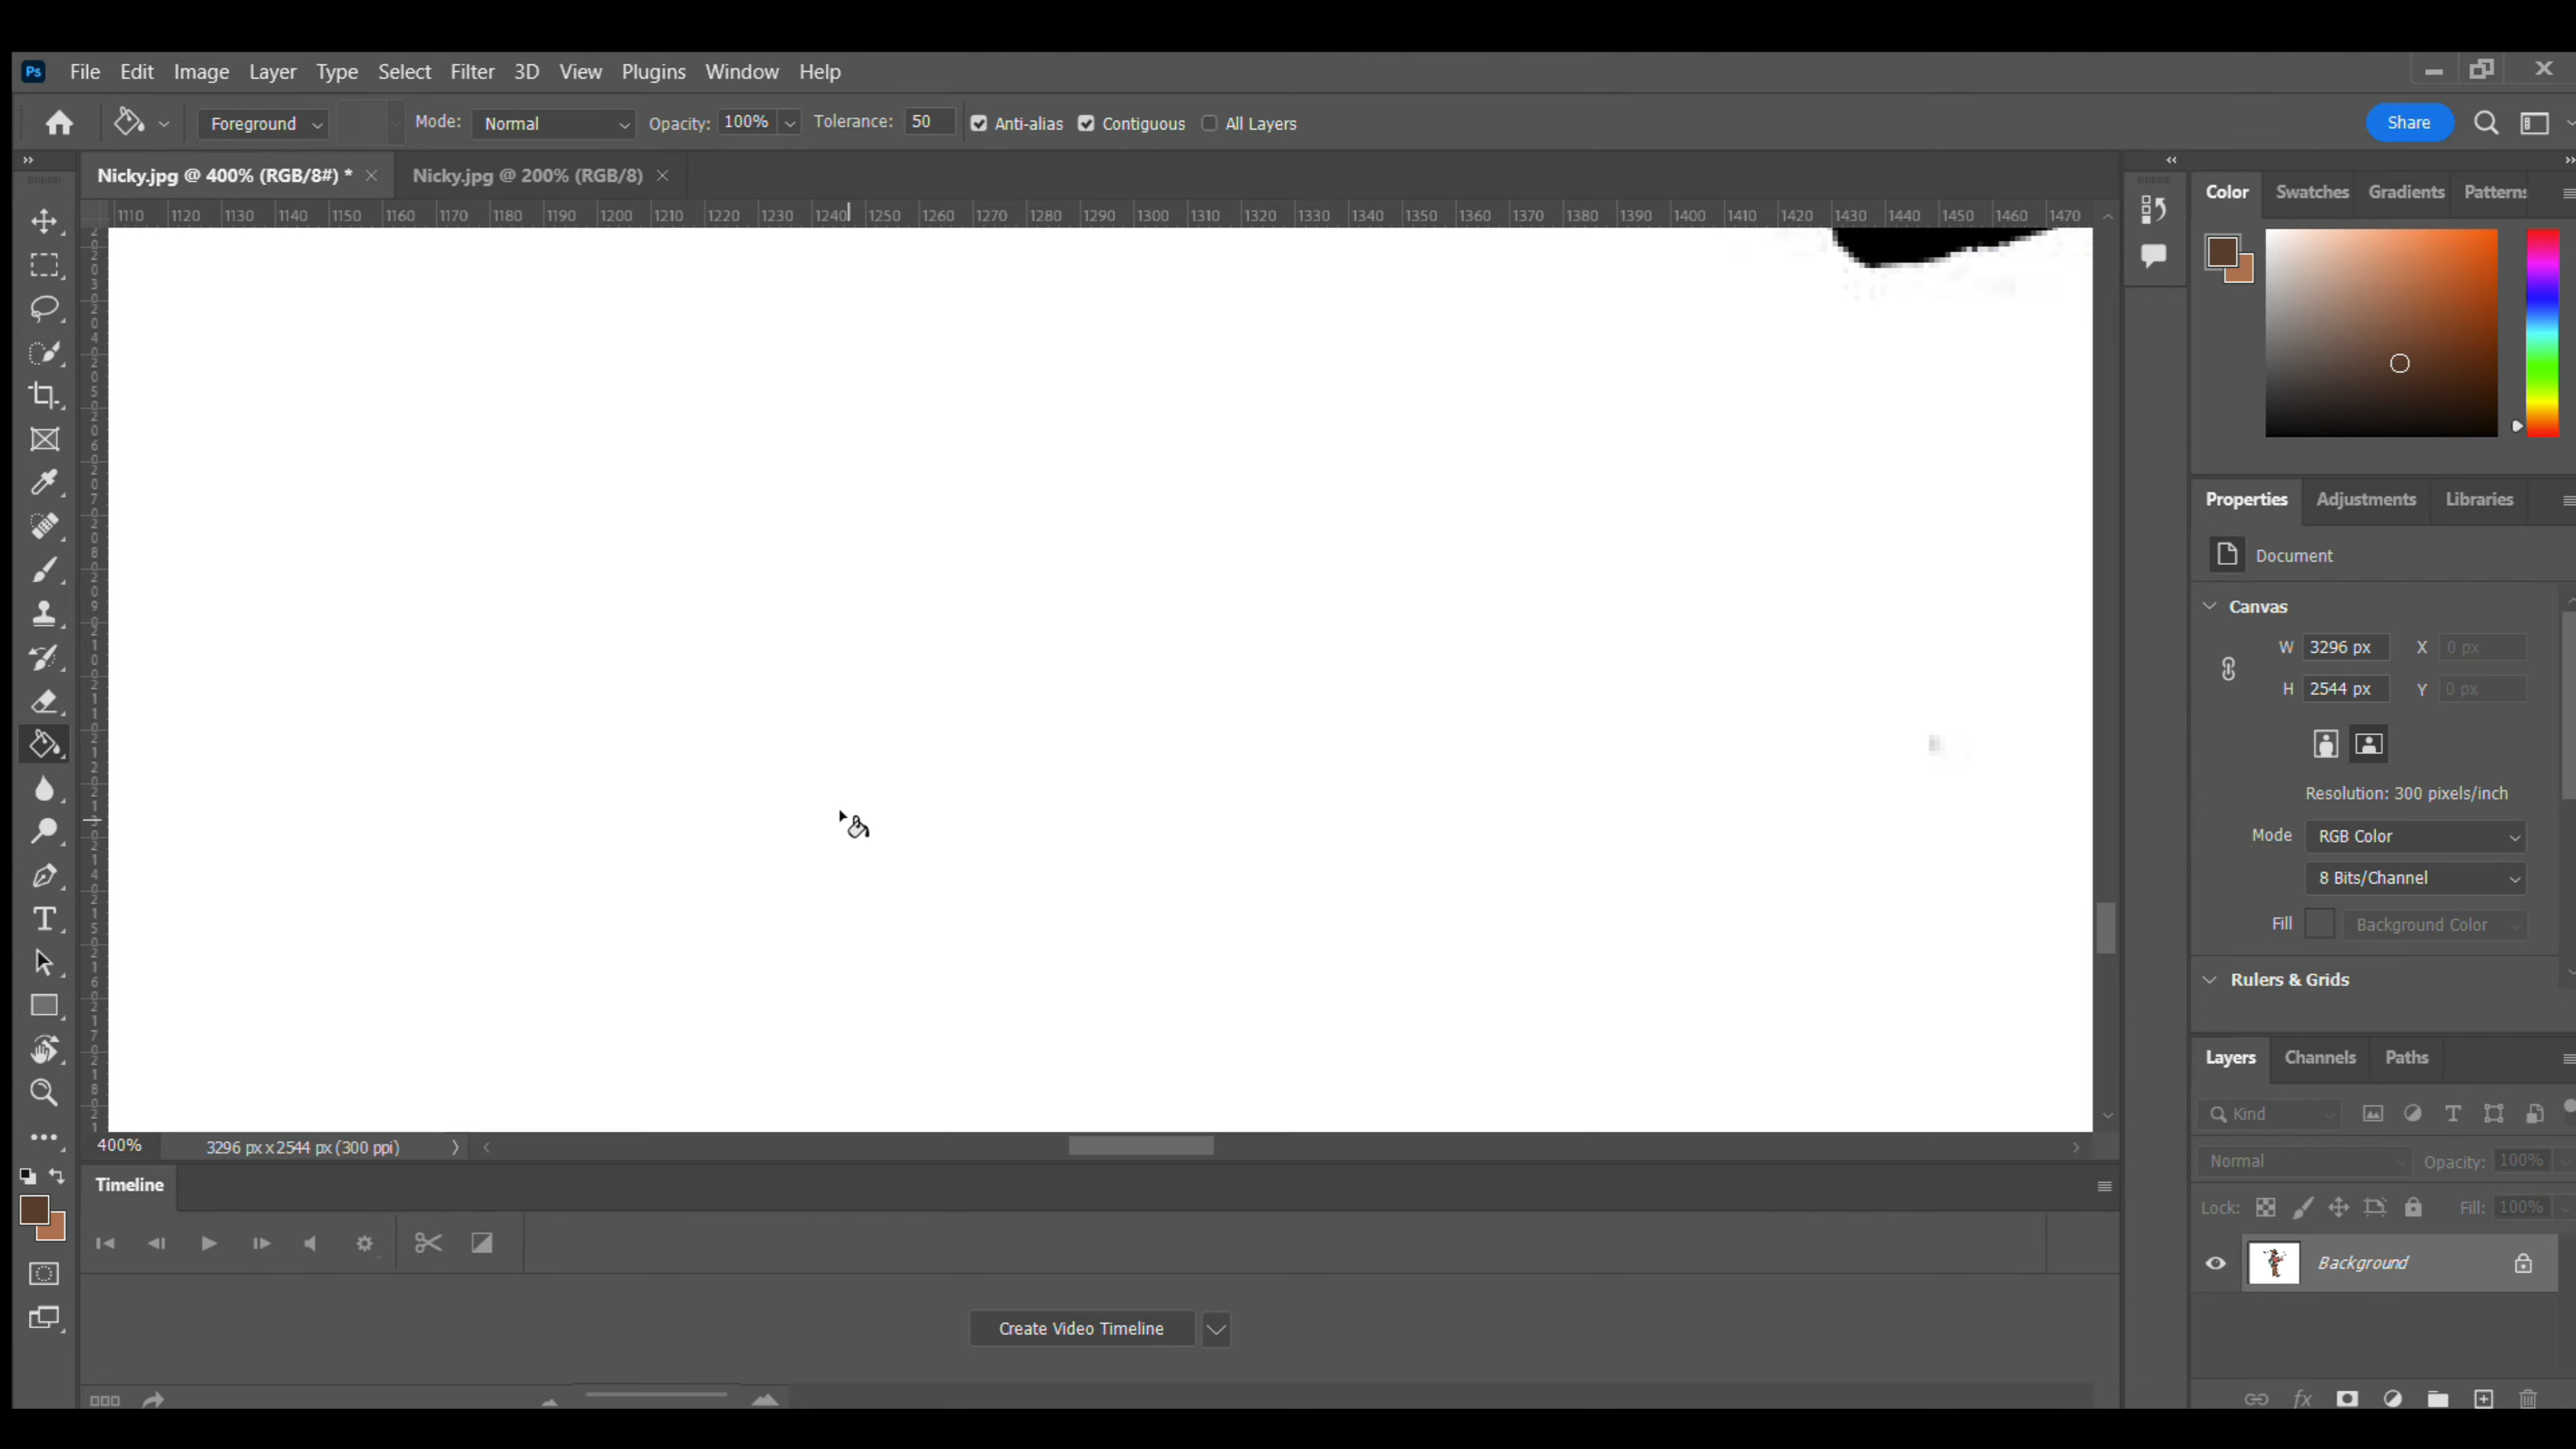 Ps File Edit Image Layer Type Select Filter 3D View Plugins Window Help
Foreground Mode: Normal Opacity: 100% Tolerance: 50 Anti-alias Contiguous All Layers Share
Nicky.jpg @ 400% (RGB/8#) * Nicky.jpg @ 200% (RGB/8)
Color Swatches Gradients Patterns
1110 1120 1130 1140 1150 1160 1170 1180 1190 1200 1210 1220 1230 1240 1250 1260 1270 1280 1290 1300 1310 1320 1330 1340 1350 1360 1370 1380 1390 1400 1410 1420 1430 1440 1450 1460 1470
Properties Adjustments Libraries
Document
Canvas
W 3296 px X 0 px
H 2544 px Y 0 px
Resolution: 300 pixels/inch
Mode RGB Color
8 Bits/Channel
Fill Background Color
Rulers & Grids
Layers Channels Paths
Kind
Normal Opacity: 100%
Lock: Fill: 100%
Background
400% 3296 px x 2544 px (300 ppi)
Timeline
Create Video Timeline